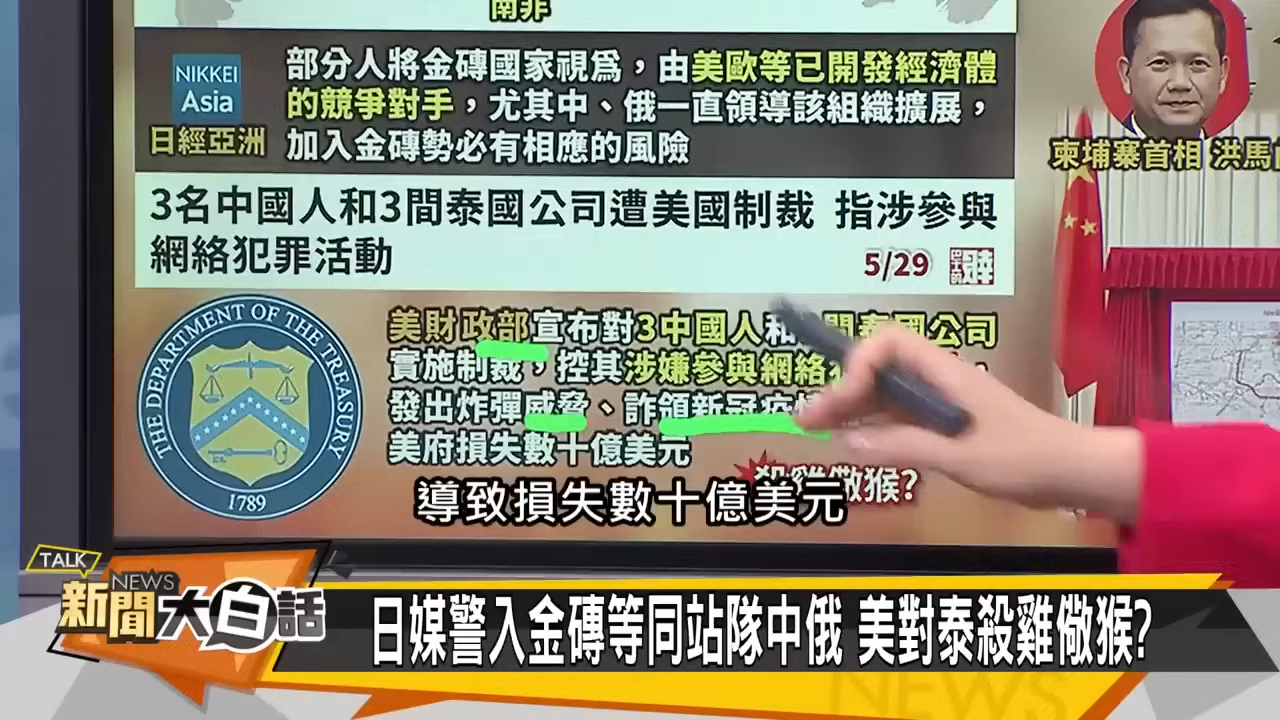 南非
NIKKEI
Asia
日經亞洲
部分人將金磚國家視為，由美歐等已開發經濟體
的競爭對手，尤其中、俄一直領導該組織擴展，
加入金磚勢必有相應的風險
柬埔寨首相 洪馬
3名中國人和3間泰國公司遭美國制裁 指涉參與
網絡犯罪活動
5/29
THE DEPARTMENT OF THE TREASURY
1789
美財政部宣布對3中國人和 間泰國公司
實施制裁，控其涉嫌參與網絡
發出炸彈威脅、詐領新冠疫
美府損失數十億美元
殺雞儆猴?
導致損失數十億美元
TALK
NEWS
新聞大白話
日媒警入金磚等同站隊中俄 美對泰殺雞儆猴?
NEWS